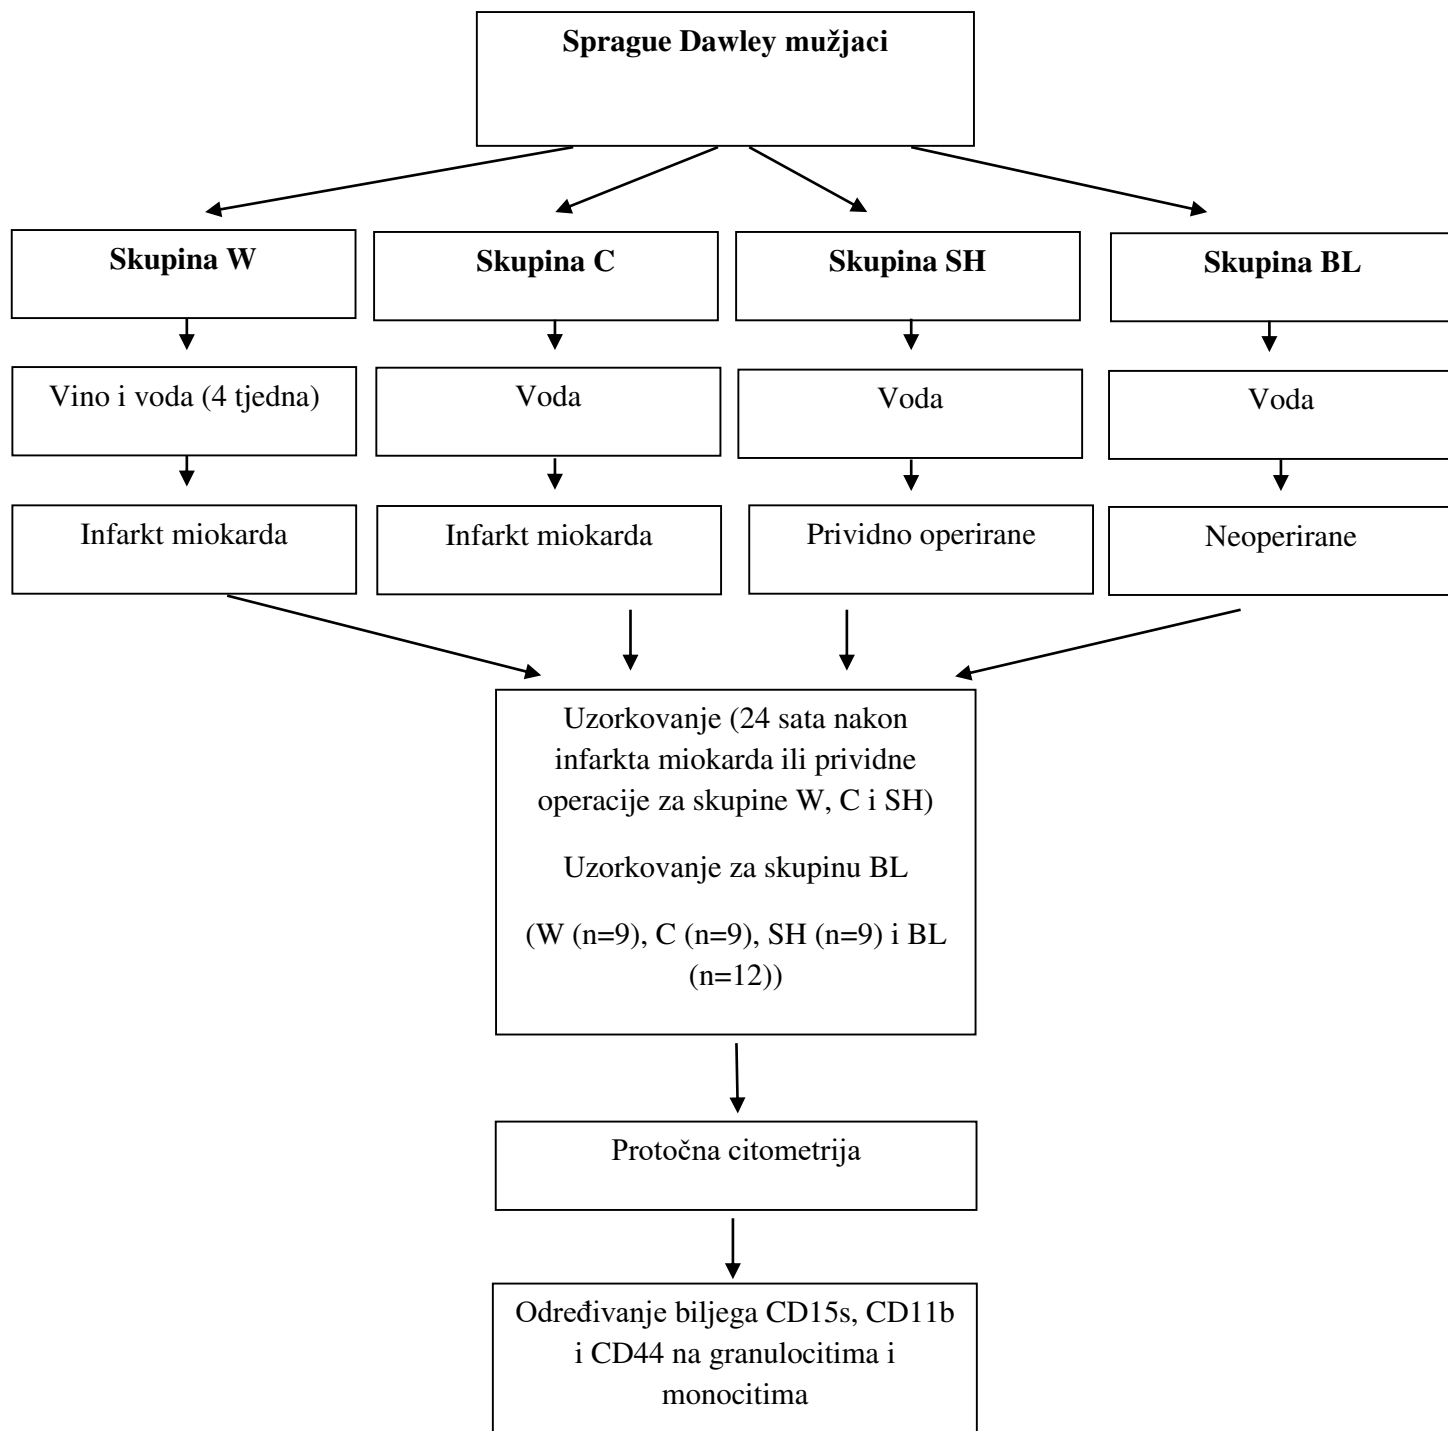 Sprague Dawley mužjaci
Skupina W
Skupina C
Skupina SH
Skupina BL
Vino i voda (4 tjedna)
Voda
Voda
Voda
Infarkt miokarda
Infarkt miokarda
Prividno operirane
Neoperirane
Uzorkovanje (24 sata nakon
infarkta miokarda ili prividne
operacije za skupine W, C i SH)
Uzorkovanje za skupinu BL
(W (n=9), C (n=9), SH (n=9) i BL
(n=12))
Protočna citometrija
Određivanje biljega CD15s, CD11b
i CD44 na granulocitima i
monocitima